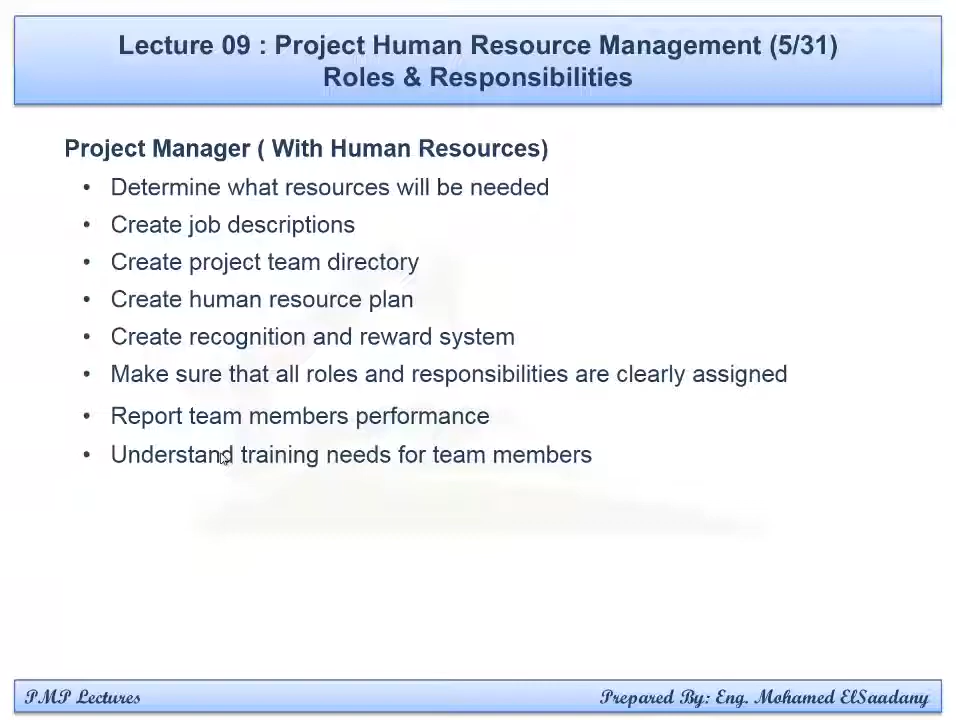 Lecture 09 : Project Human Resource Management (5/31)
Roles & Responsibilities
Project Manager ( With Human Resources)
• Determine what resources will be needed
• Create job descriptions
• Create project team directory
• Create human resource plan
• Create recognition and reward system
• Make sure that all roles and responsibilities are clearly assigned
• Report team members performance
• Understand training needs for team members
PMP Lectures
Prepared By: Eng. Mohamed ElSaadany